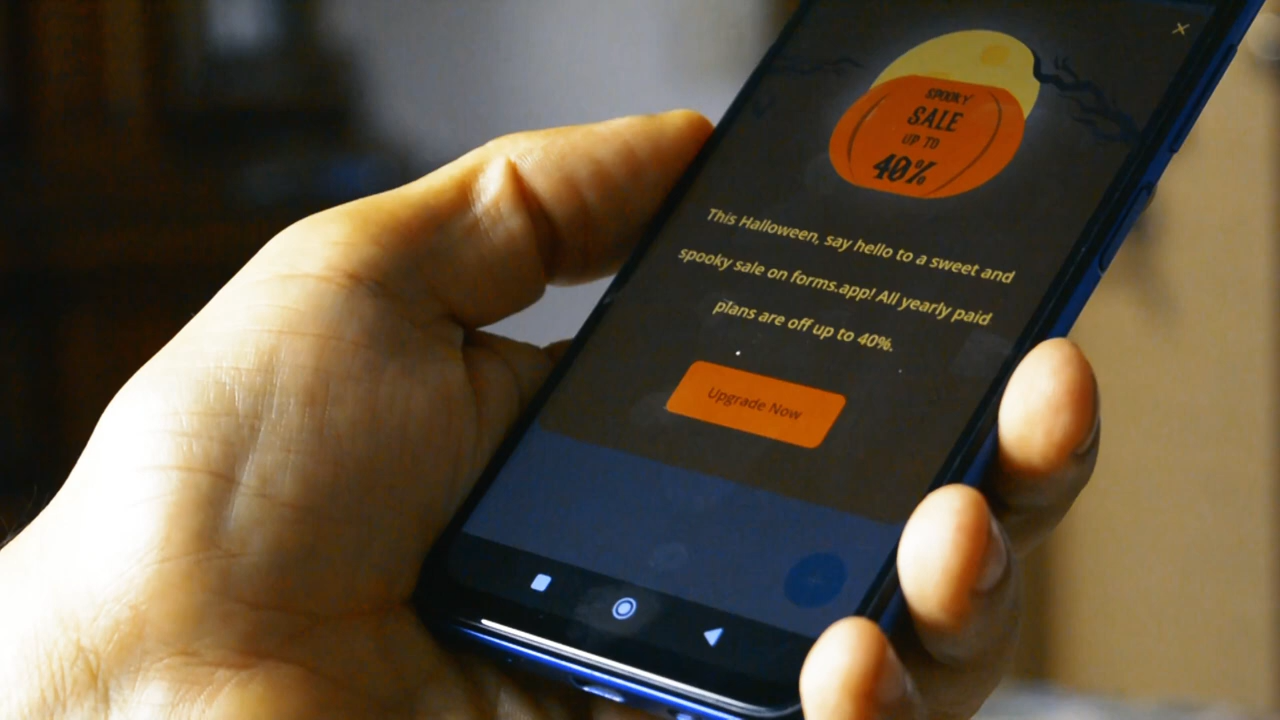 SPOOKY
SALE
UP TO
40%
This Halloween, say hello to a sweet and
spooky sale on forms.app! All yearly paid
plans are off up to 40%.
Upgrade Now